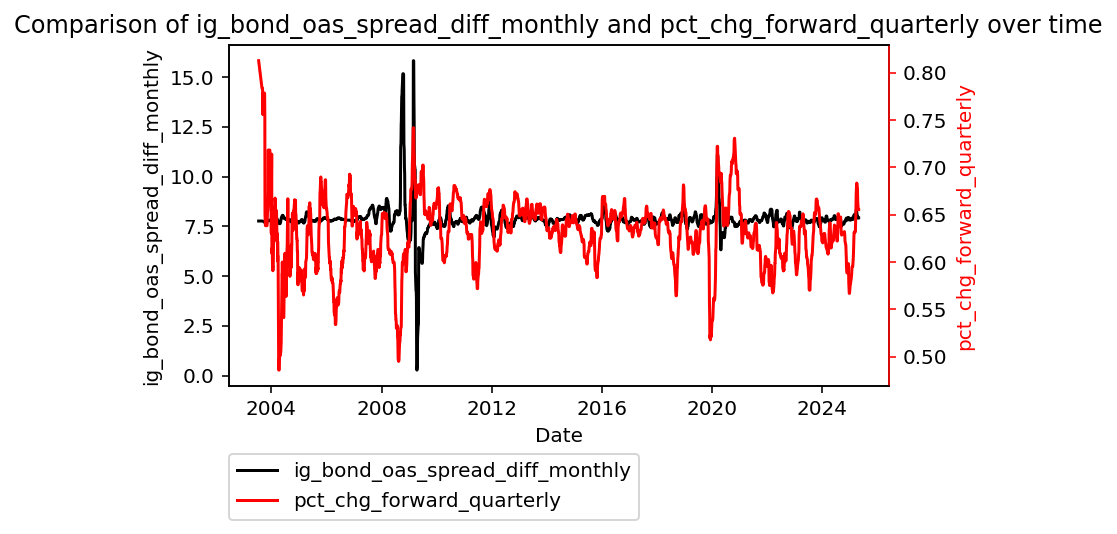 Comparison of ig_bond_oas_spread_diff_monthly and pct_chg_forward_quarterly over time
ig_bond_oas_spread_diff_monthly
15.0
12.5
10.0
7.5
5.0
2.5
0.0
0.80
0.75
0.70
0.65
0.60
0.55
0.50
pct_chg_forward_quarterly
2004 2008 2012 2016 2020 2024
Date
ig_bond_oas_spread_diff_monthly
pct_chg_forward_quarterly